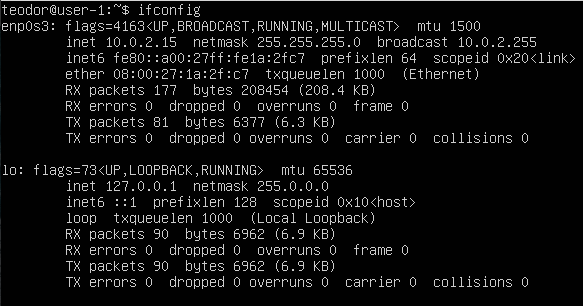 teodor@user-1:~$ ifconfig
enp0s3: flags=4163<UP,BROADCAST,RUNNING,MULTICAST>  mtu 1500
        inet 10.0.2.15  netmask 255.255.255.0  broadcast 10.0.2.255
        inet6 fe80::a00:27ff:fe1a:2fc7  prefixlen 64  scopeid 0x20<link>
        ether 08:00:27:1a:2f:c7  txqueuelen 1000  (Ethernet)
        RX packets 177  bytes 208454 (208.4 KB)
        RX errors 0  dropped 0  overruns 0  frame 0
        TX packets 81  bytes 6377 (6.3 KB)
        TX errors 0  dropped 0 overruns 0  carrier 0  collisions 0

lo: flags=73<UP,LOOPBACK,RUNNING>  mtu 65536
        inet 127.0.0.1  netmask 255.0.0.0
        inet6 ::1  prefixlen 128  scopeid 0x10<host>
        loop  txqueuelen 1000  (Local Loopback)
        RX packets 90  bytes 6962 (6.9 KB)
        RX errors 0  dropped 0  overruns 0  frame 0
        TX packets 90  bytes 6962 (6.9 KB)
        TX errors 0  dropped 0 overruns 0  carrier 0  collisions 0